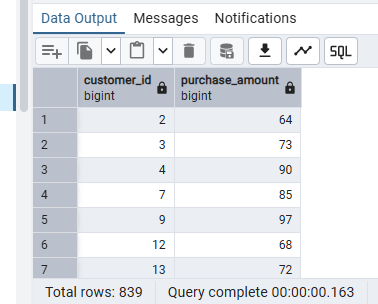 Data Output Messages Notifications
SQL
customer_id purchase_amount
bigint bigint
1 2 64
2 3 73
3 4 90
4 7 85
5 9 97
6 12 68
7 13 72
Total rows: 839 Query complete 00:00:00.163